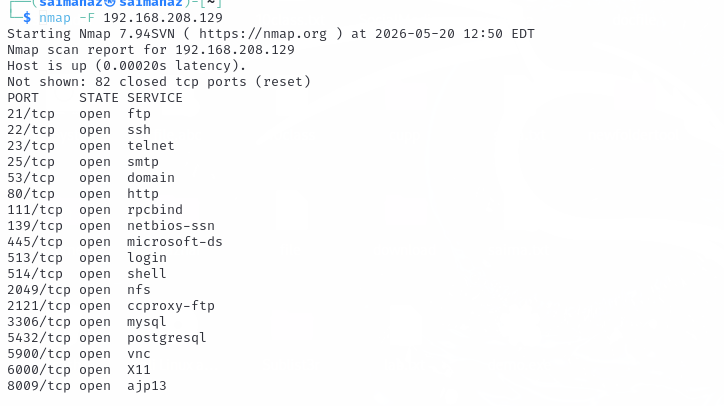 ┌──(saimanaz㉿saimanaz)-[~]
└─$ nmap -F 192.168.208.129
Starting Nmap 7.94SVN ( https://nmap.org ) at 2026-05-20 12:50 EDT
Nmap scan report for 192.168.208.129
Host is up (0.00020s latency).
Not shown: 82 closed tcp ports (reset)
PORT     STATE SERVICE
21/tcp   open  ftp
22/tcp   open  ssh
23/tcp   open  telnet
25/tcp   open  smtp
53/tcp   open  domain
80/tcp   open  http
111/tcp  open  rpcbind
139/tcp  open  netbios-ssn
445/tcp  open  microsoft-ds
513/tcp  open  login
514/tcp  open  shell
2049/tcp open  nfs
2121/tcp open  ccproxy-ftp
3306/tcp open  mysql
5432/tcp open  postgresql
5900/tcp open  vnc
6000/tcp open  X11
8009/tcp open  ajp13